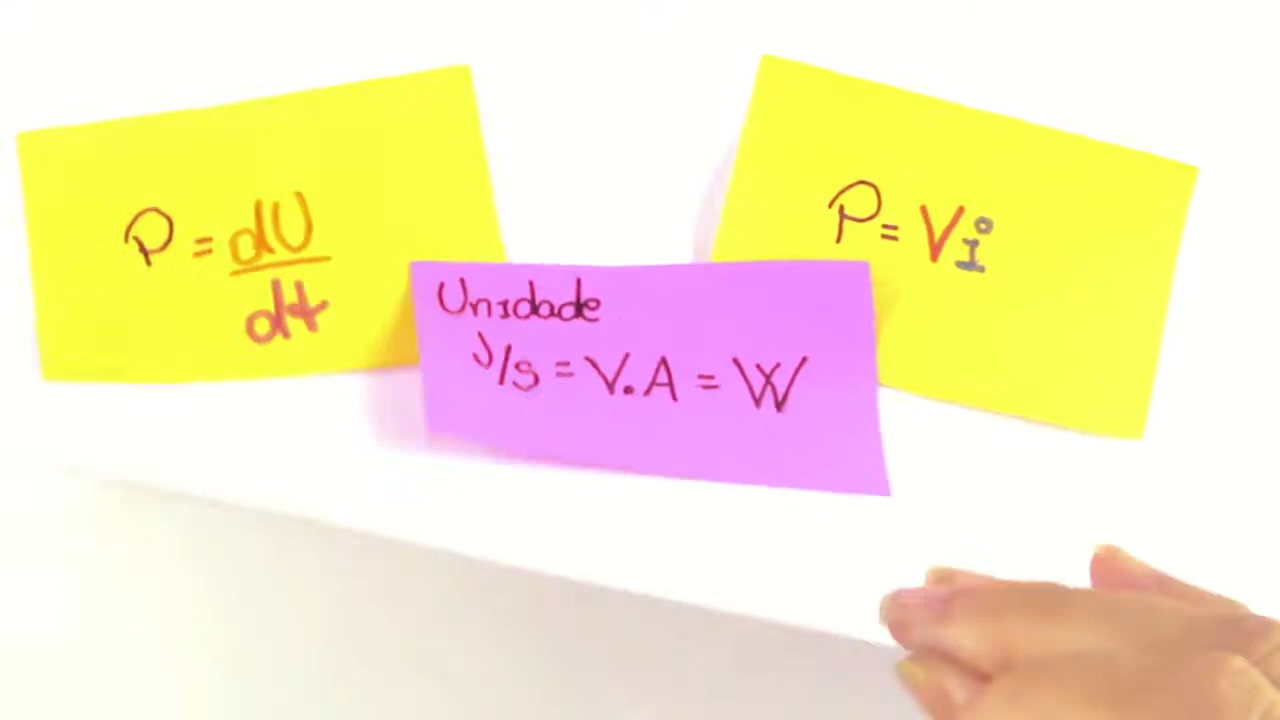 P = dU/dt
P = Vi
Unidade
J/s = V.A = W